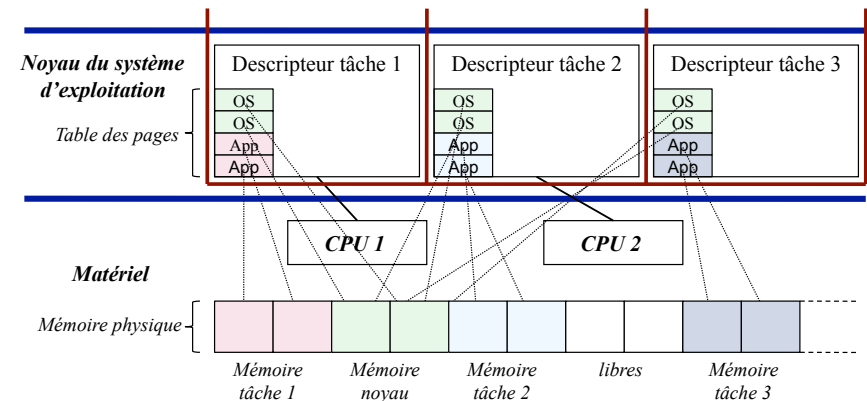 Noyau du système
d'exploitation
Table des pages
Descripteur tâche 1
OS
OS
App
App
Descripteur tâche 2
OS
OS
App
App
Descripteur tâche 3
OS
OS
App
App
CPU 1
CPU 2
Matériel
Mémoire physique
Mémoire
tâche 1
Mémoire
noyau
Mémoire
tâche 2
libres
Mémoire
tâche 3